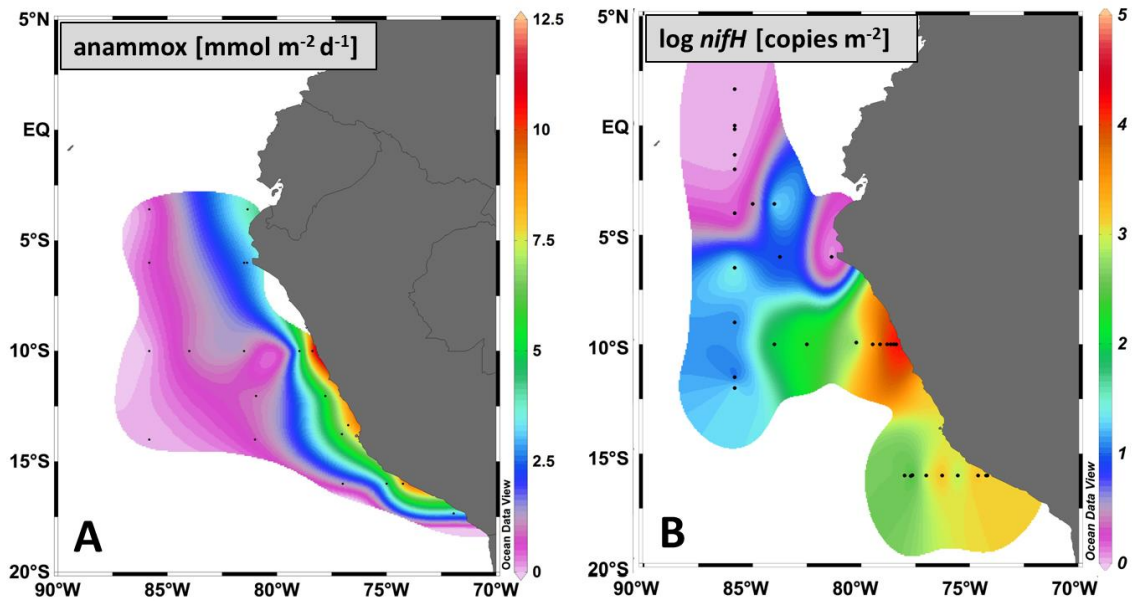 anammox [mmol m-2 d-1]
5°N
EQ
5°S
10°S
15°S
20°S
90°W
85°W
80°W
75°W
70°W
12.5
10
7.5
5
2.5
0
Ocean Data View
A
log nifH [copies m-2]
5°N
EQ
5°S
10°S
15°S
20°S
90°W
85°W
80°W
75°W
70°W
5
4
3
2
1
0
Ocean Data View
B